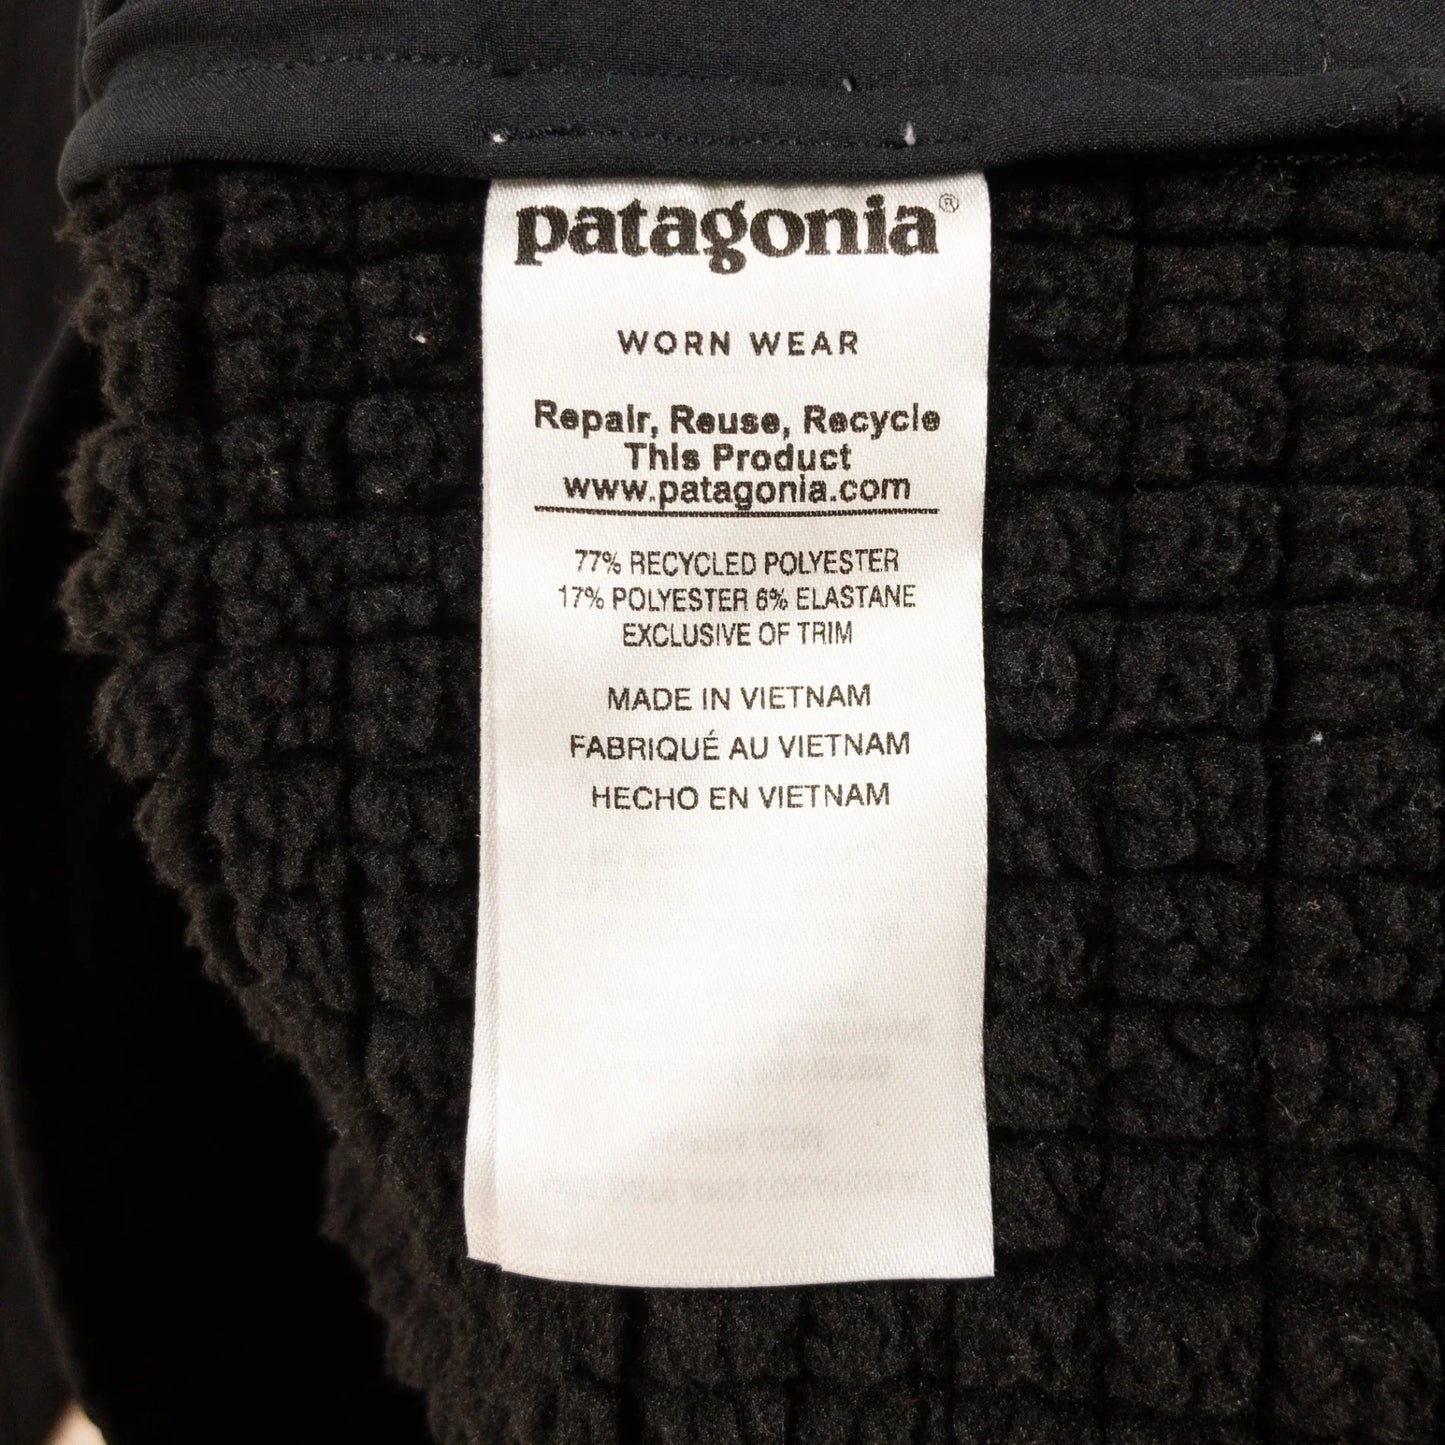 patagonia®
WORN WEAR
Repair, Reuse, Recycle
This Product
www.patagonia.com
77% RECYCLED POLYESTER
17% POLYESTER 6% ELASTANE
EXCLUSIVE OF TRIM
MADE IN VIETNAM
FABRIQUÉ AU VIETNAM
HECHO EN VIETNAM